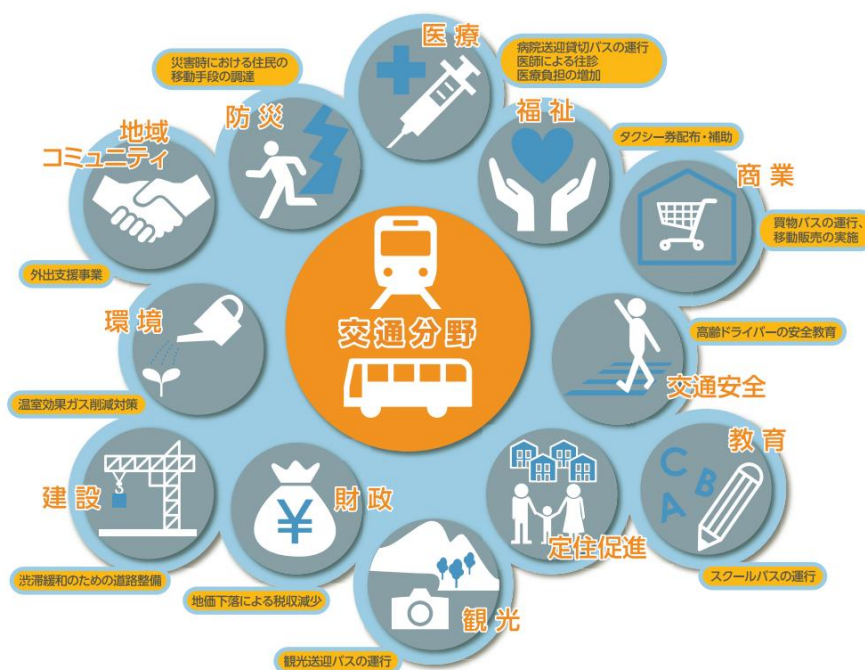 医療
病院送迎貸切バスの運行
医師による往診
医療負担の増加
福祉
タクシー券配布・補助
商業
買物バスの運行、
移動販売の実施
高齢ドライバーの安全教育
交通安全
教育
C
B
A
スクールバスの運行
定住促進
観光
観光送迎バスの運行
¥
財政
地価下落による税収減少
建設
渋滞緩和のための道路整備
環境
温室効果ガス削減対策
地域
コミュニティ
外出支援事業
防災
災害時における住民の
移動手段の調達
交通分野